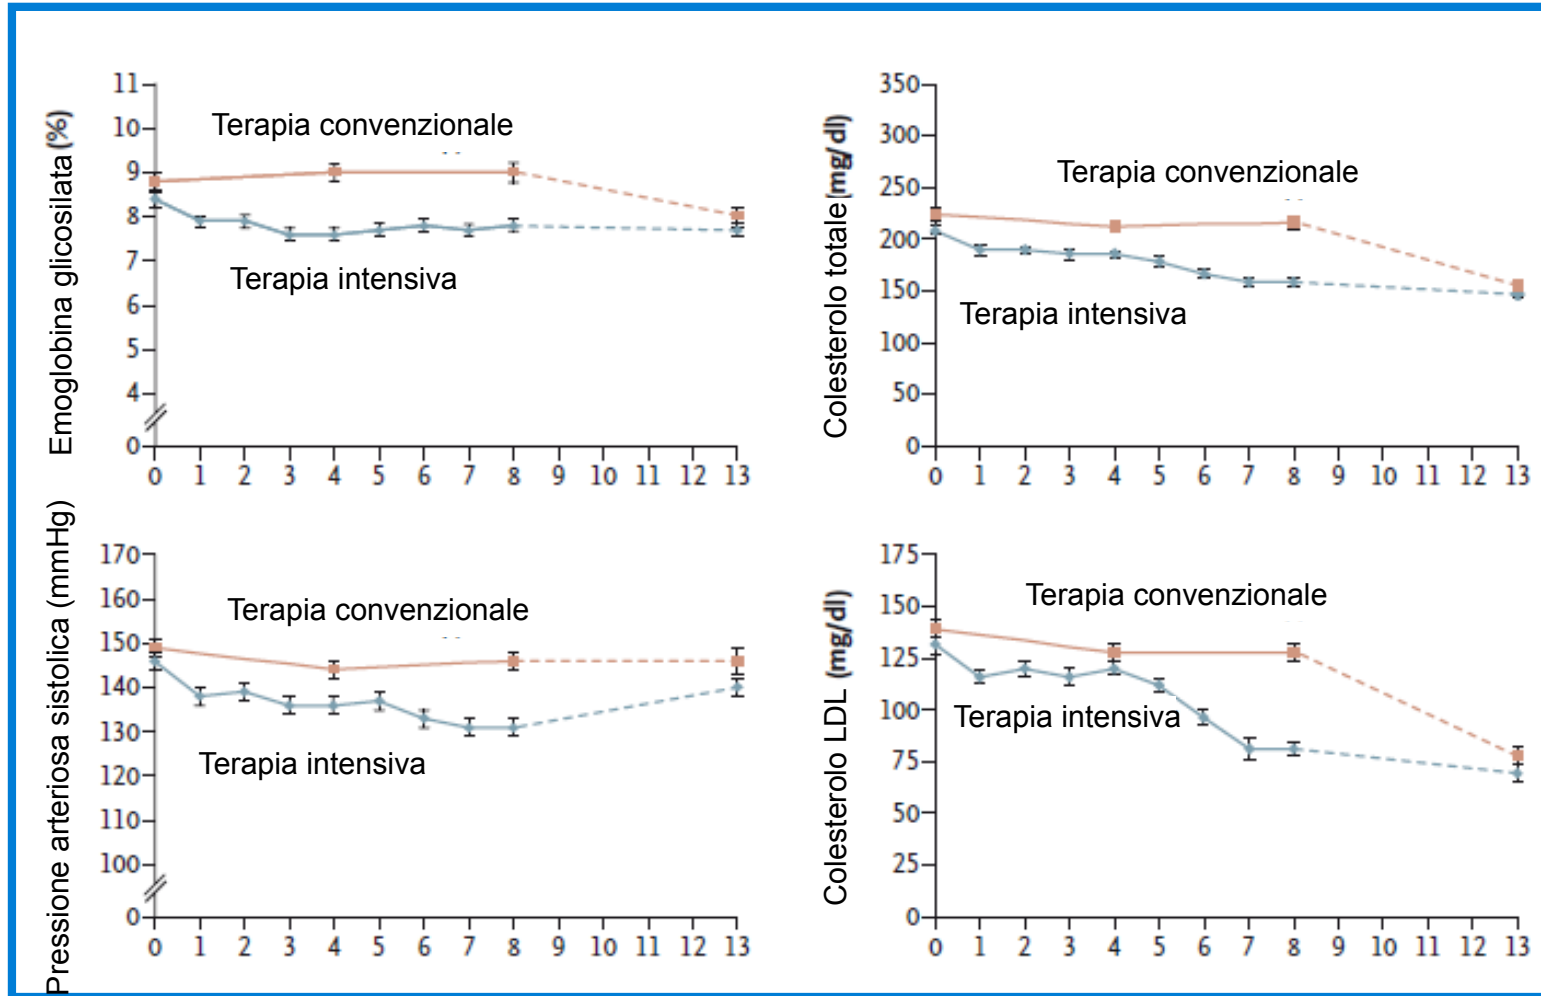 Emoglobina glicosilata (%)
11
10
9
8
7
6
5
4
0
Terapia convenzionale
Terapia intensiva
0 1 2 3 4 5 6 7 8 9 10 11 12 13
Colesterolo totale (mg/dl)
350
300
250
200
150
100
50
0
Terapia convenzionale
Terapia intensiva
0 1 2 3 4 5 6 7 8 9 10 11 12 13
Pressione arteriosa sistolica (mmHg)
170
160
150
140
130
120
110
100
0
Terapia convenzionale
Terapia intensiva
0 1 2 3 4 5 6 7 8 9 10 11 12 13
Colesterolo LDL (mg/dl)
175
150
125
100
75
50
25
0
Terapia convenzionale
Terapia intensiva
0 1 2 3 4 5 6 7 8 9 10 11 12 13